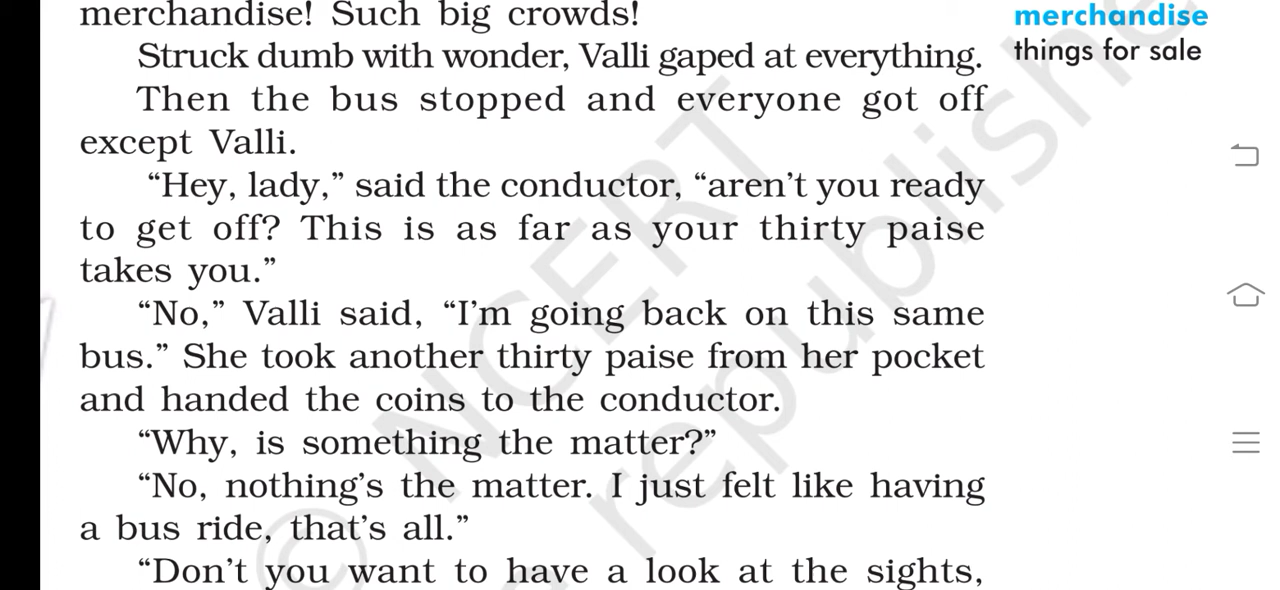 merchandise! Such big crowds!
merchandise
things for sale
Struck dumb with wonder, Valli gaped at everything.
Then the bus stopped and everyone got off
except Valli.
“Hey, lady,” said the conductor, “aren’t you ready
to get off? This is as far as your thirty paise
takes you.”
“No,” Valli said, “I’m going back on this same
bus.” She took another thirty paise from her pocket
and handed the coins to the conductor.
“Why, is something the matter?”
“No, nothing’s the matter. I just felt like having
a bus ride, that’s all.”
“Don’t you want to have a look at the sights,
© NCERT
republishe